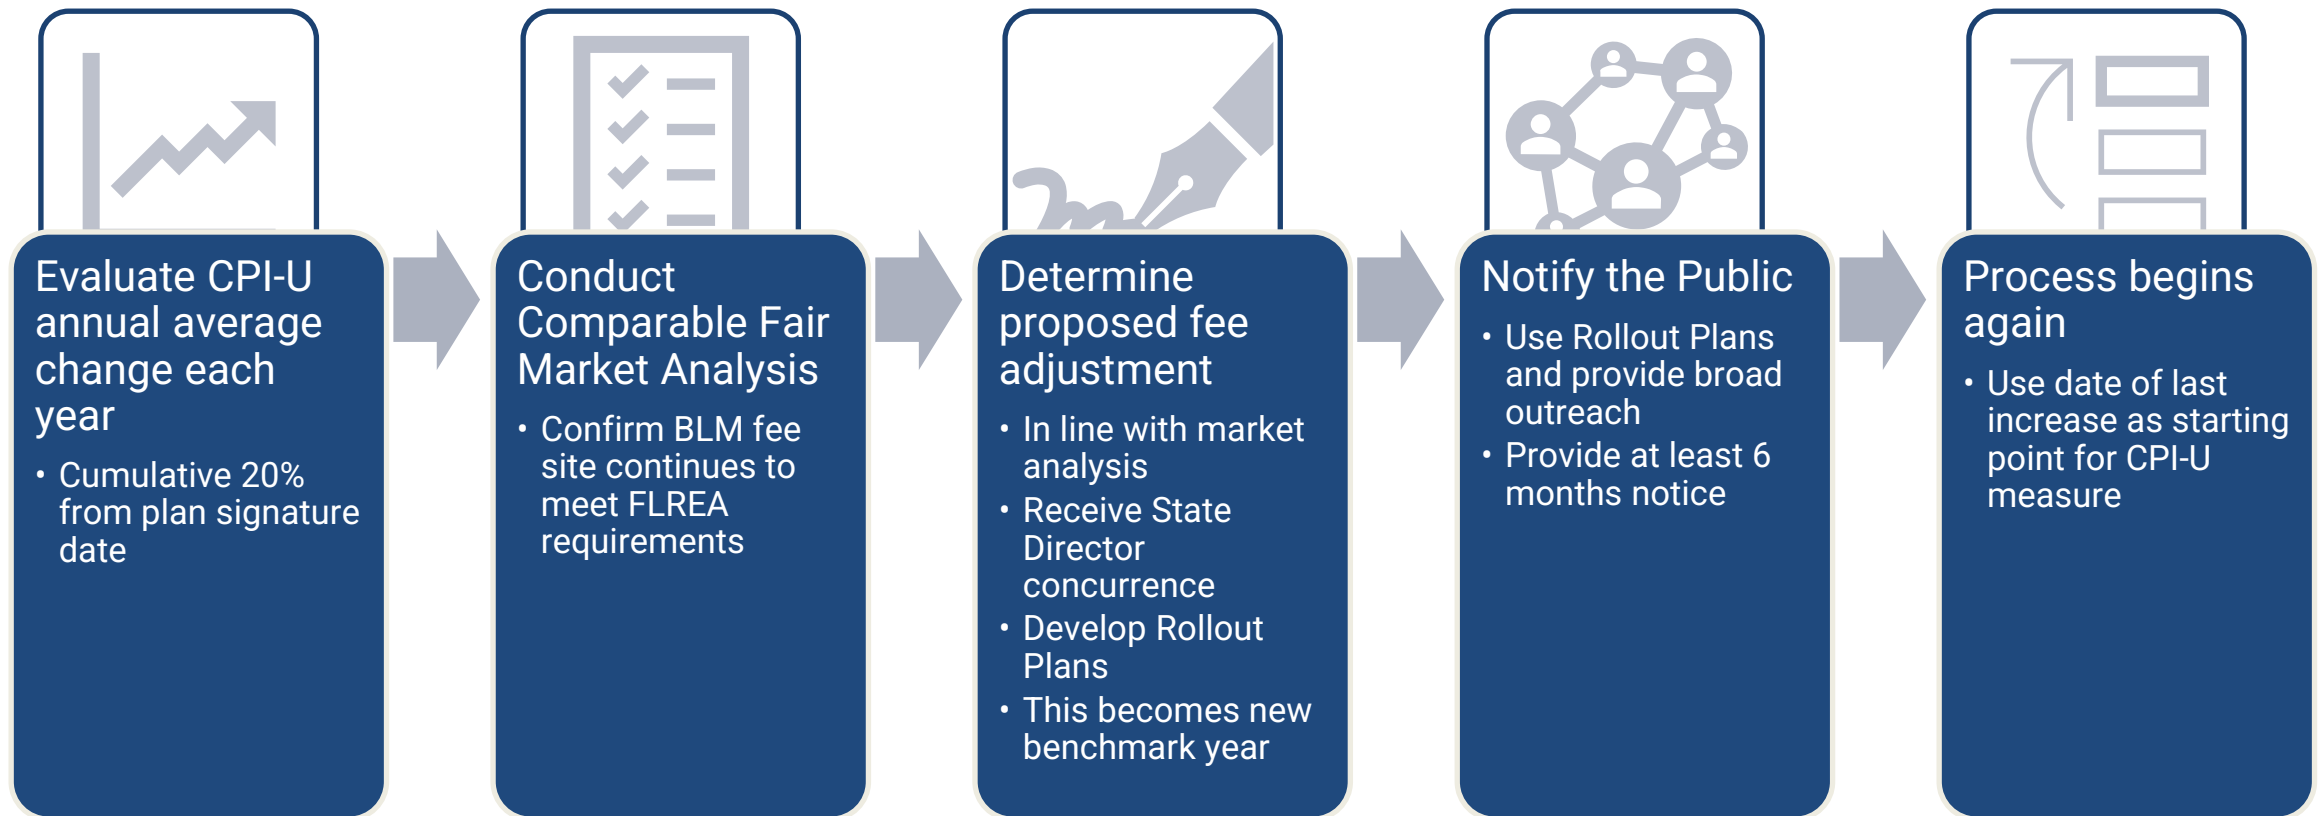 Evaluate CPI-U
annual average
change each
year
• Cumulative 20%
from plan signature
date
Conduct
Comparable Fair
Market Analysis
• Confirm BLM fee
site continues to
meet FLREA
requirements
Determine
proposed fee
adjustment
• In line with market
analysis
• Receive State
Director
concurrence
• Develop Rollout
Plans
• This becomes new
benchmark year
Notify the Public
• Use Rollout Plans
and provide broad
outreach
• Provide at least 6
months notice
Process begins
again
• Use date of last
increase as starting
point for CPI-U
measure